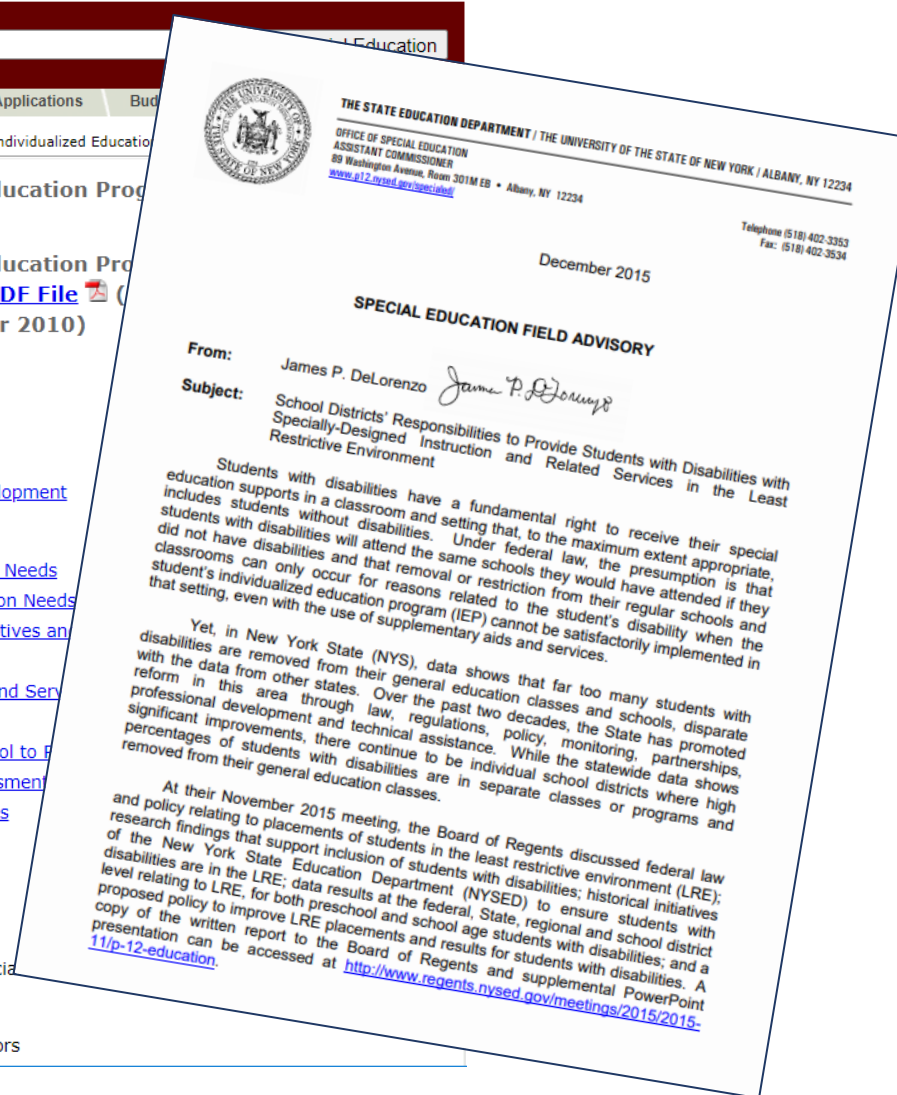 Education
Applications
Bud
ndividualized Educatio
ducation Prog
ducation Pro
DF File (
r 2010)
lopment
Needs
on Needs
tives an
nd Serv
ol to P
sment
s
cia
ors
THE UNIVERSITY OF
THE STATE OF NEW YORK
THE STATE EDUCATION DEPARTMENT / THE UNIVERSITY OF THE STATE OF NEW YORK / ALBANY, NY 12234
OFFICE OF SPECIAL EDUCATION
ASSISTANT COMMISSIONER
89 Washington Avenue, Room 301M EB • Albany, NY 12234
www.p12.nysed.gov/specialed/
Telephone (518) 402-3353
Fax: (518) 402-3534
December 2015
SPECIAL EDUCATION FIELD ADVISORY
From: James P. DeLorenzo James P. DeLorenzo
Subject: School Districts' Responsibilities to Provide Students with Disabilities with
Specially-Designed Instruction and Related Services in the Least
Restrictive Environment
Students with disabilities have a fundamental right to receive their special
education supports in a classroom and setting that, to the maximum extent appropriate,
includes students without disabilities. Under federal law, the presumption is that
students with disabilities will attend the same schools they would have attended if they
did not have disabilities and that removal or restriction from their regular schools and
classrooms can only occur for reasons related to the student's disability when the
student's individualized education program (IEP) cannot be satisfactorily implemented in
that setting, even with the use of supplementary aids and services.
Yet, in New York State (NYS), data shows that far too many students with
disabilities are removed from their general education classes and schools, disparate
with the data from other states. Over the past two decades, the State has promoted
reform in this area through law, regulations, policy, monitoring, partnerships,
professional development and technical assistance. While the statewide data shows
significant improvements, there continue to be individual school districts where high
percentages of students with disabilities are in separate classes or programs and
removed from their general education classes.
At their November 2015 meeting, the Board of Regents discussed federal law
and policy relating to placements of students in the least restrictive environment (LRE);
research findings that support inclusion of students with disabilities; historical initiatives
of the New York State Education Department (NYSED) to ensure students with
disabilities are in the LRE; data results at the federal, State, regional and school district
level relating to LRE, for both preschool and school age students with disabilities; and a
proposed policy to improve LRE placements and results for students with disabilities. A
copy of the written report to the Board of Regents and supplemental PowerPoint
presentation can be accessed at http://www.regents.nysed.gov/meetings/2015/2015-
11/p-12-education.